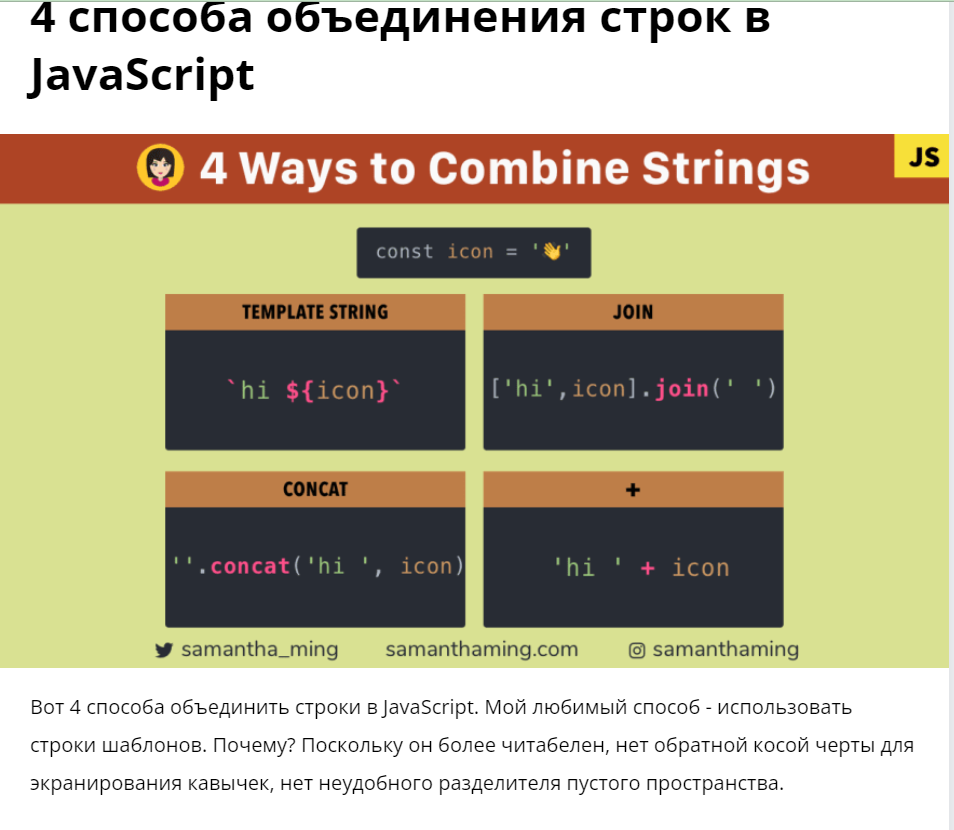 4 способа объединения строк в
JavaScript
4 Ways to Combine Strings
JS
const icon = '👋'
TEMPLATE STRING
`hi ${icon}`
JOIN
['hi',icon].join(' ')
CONCAT
''.concat('hi ', icon)
+
'hi ' + icon
samantha_ming
samanthaming.com
samanthaming
Вот 4 способа объединить строки в JavaScript. Мой любимый способ - использовать
строки шаблонов. Почему? Поскольку он более читабелен, нет обратной косой черты для
экранирования кавычек, нет неудобного разделителя пустого пространства.